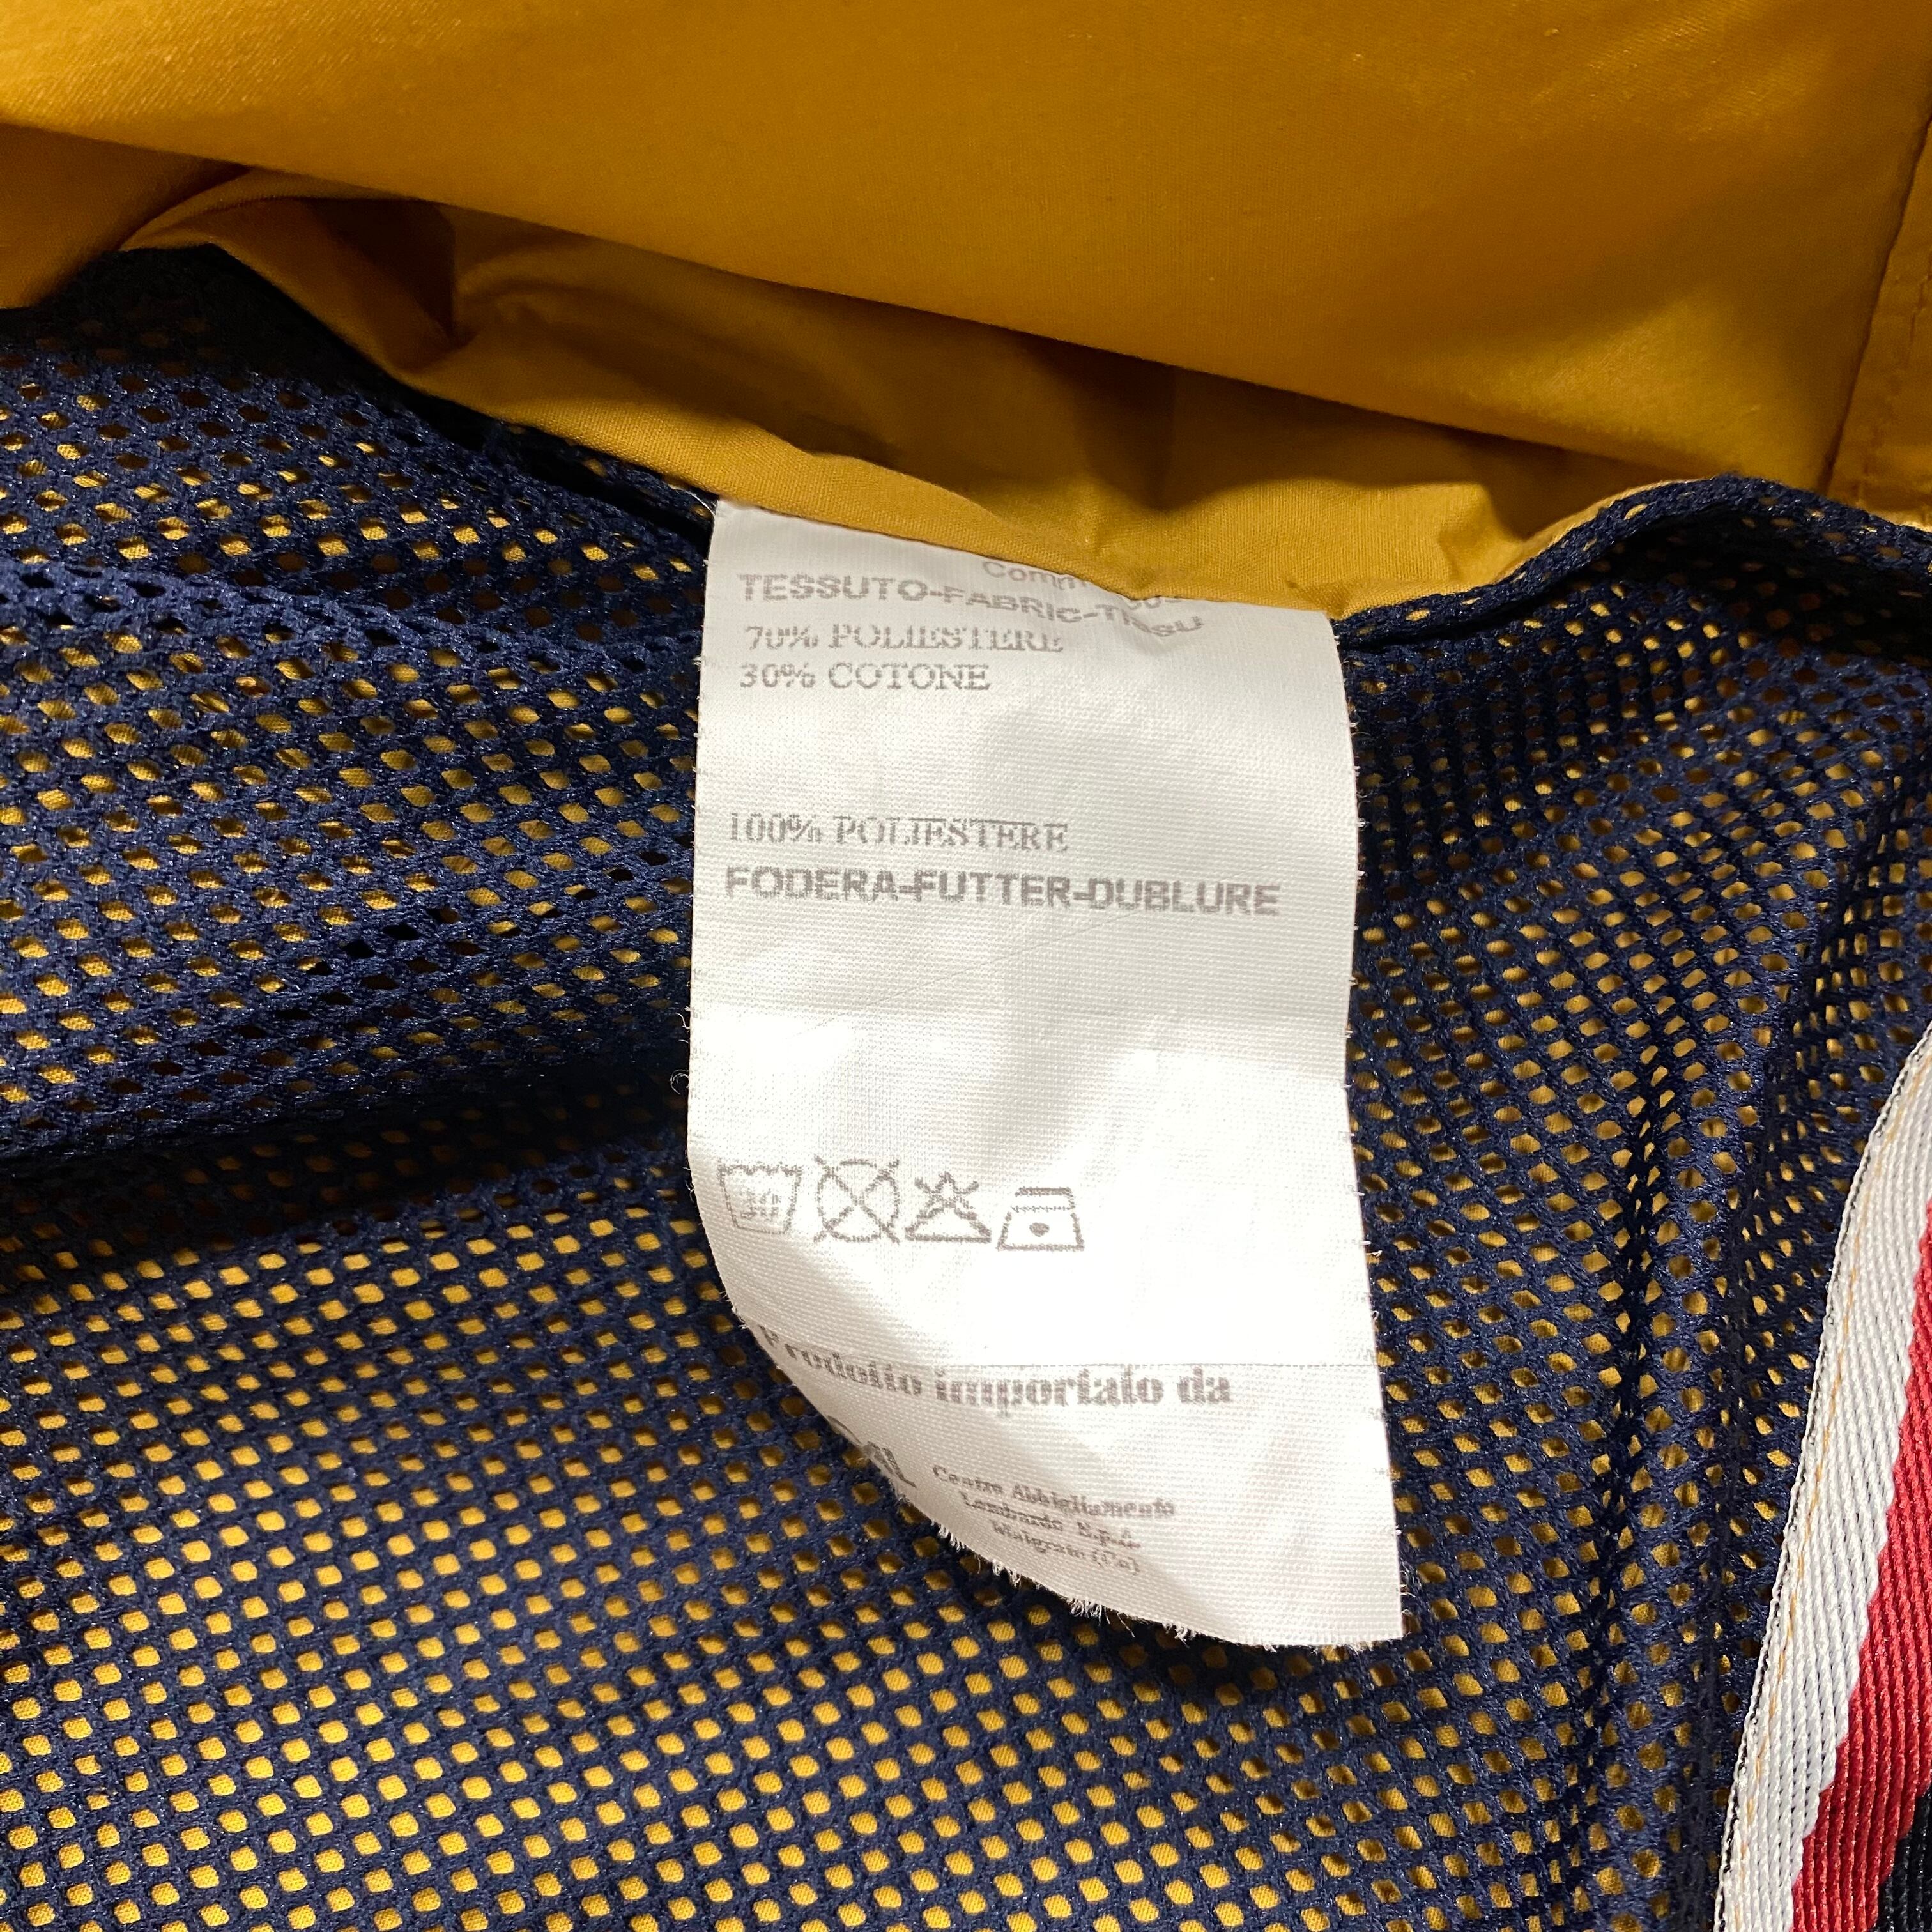 TESSUTO-FABRIC-TISSU
70% POLIESTERE
30% COTONE
100% POLIESTERE
FODERA-FUTTER-DUBLURE
30
Prodotto importato da
Centro Abbigliamento
Lombardo S.p.A.